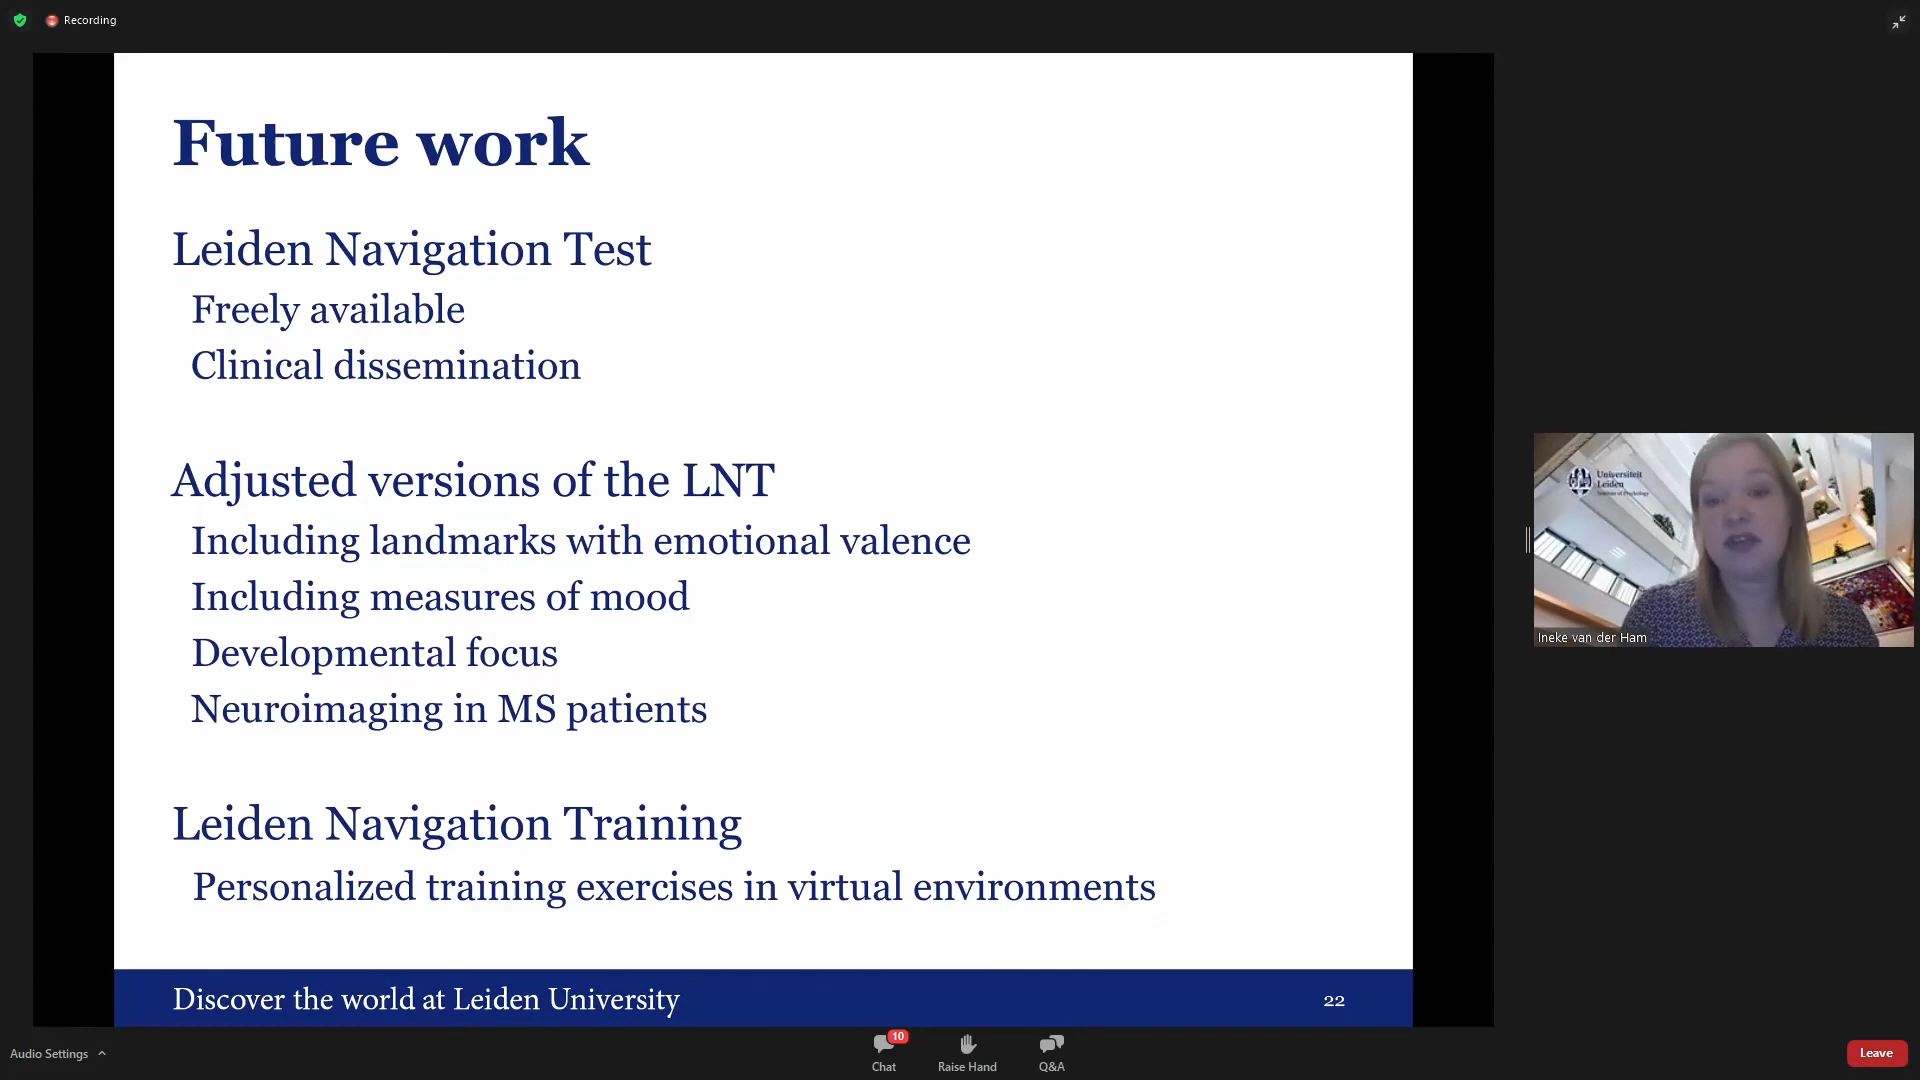 Recording
Future work
Leiden Navigation Test
Freely available
Clinical dissemination
Adjusted versions of the LNT
Including landmarks with emotional valence
Including measures of mood
Developmental focus
Neuroimaging in MS patients
Leiden Navigation Training
Personalized training exercises in virtual environments
Discover the world at Leiden University
22
Universiteit
Leiden
Institute of Psychology
Ineke van der Ham
Audio Settings
10
Chat
Raise Hand
Q&A
Leave